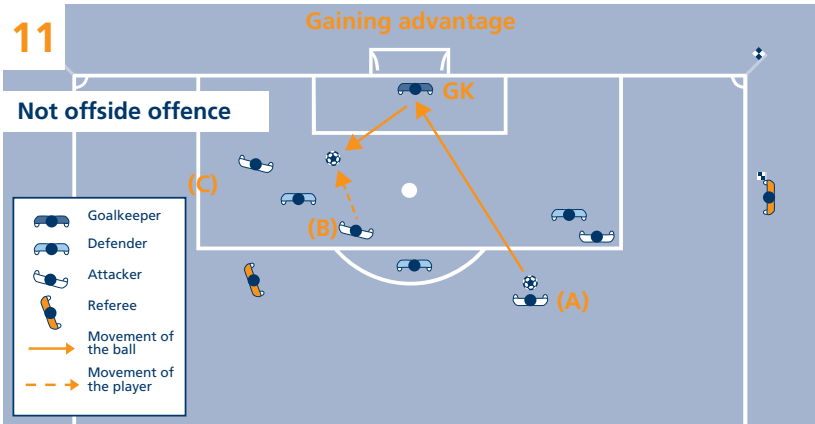 11
Gaining advantage
GK
Not offside offence
(C)
(B)
(A)
Goalkeeper
Defender
Attacker
Referee
Movement of
the ball
Movement of
the player